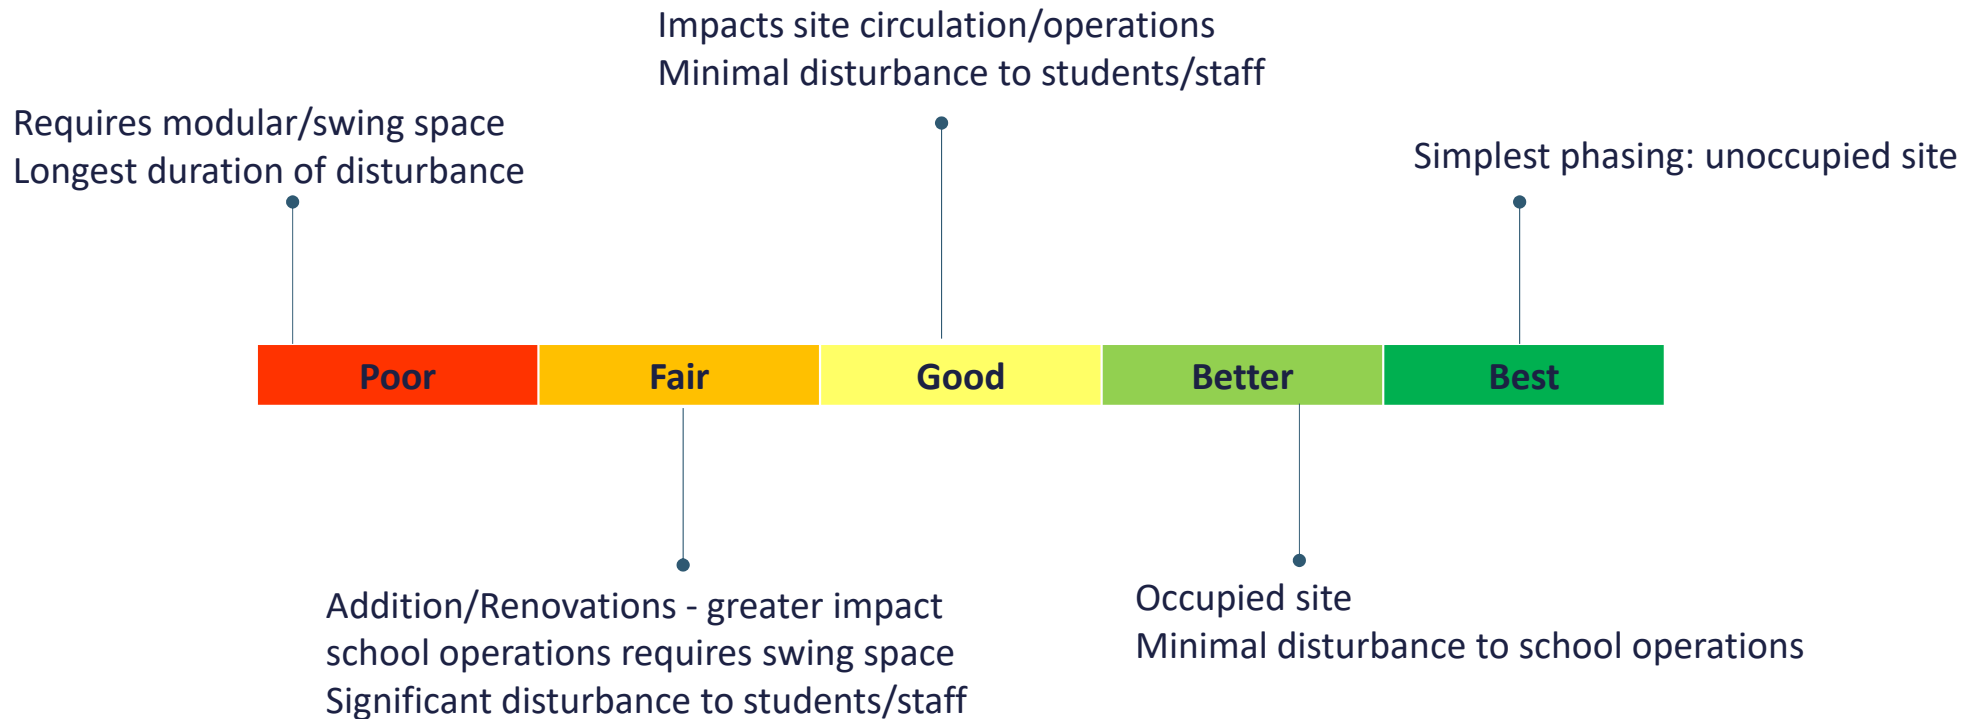 Impacts site circulation/operations
Minimal disturbance to students/staff
Requires modular/swing space
Longest duration of disturbance
Simplest phasing: unoccupied site
Poor
Fair
Good
Better
Best
Addition/Renovations - greater impact
school operations requires swing space
Significant disturbance to students/staff
Occupied site
Minimal disturbance to school operations